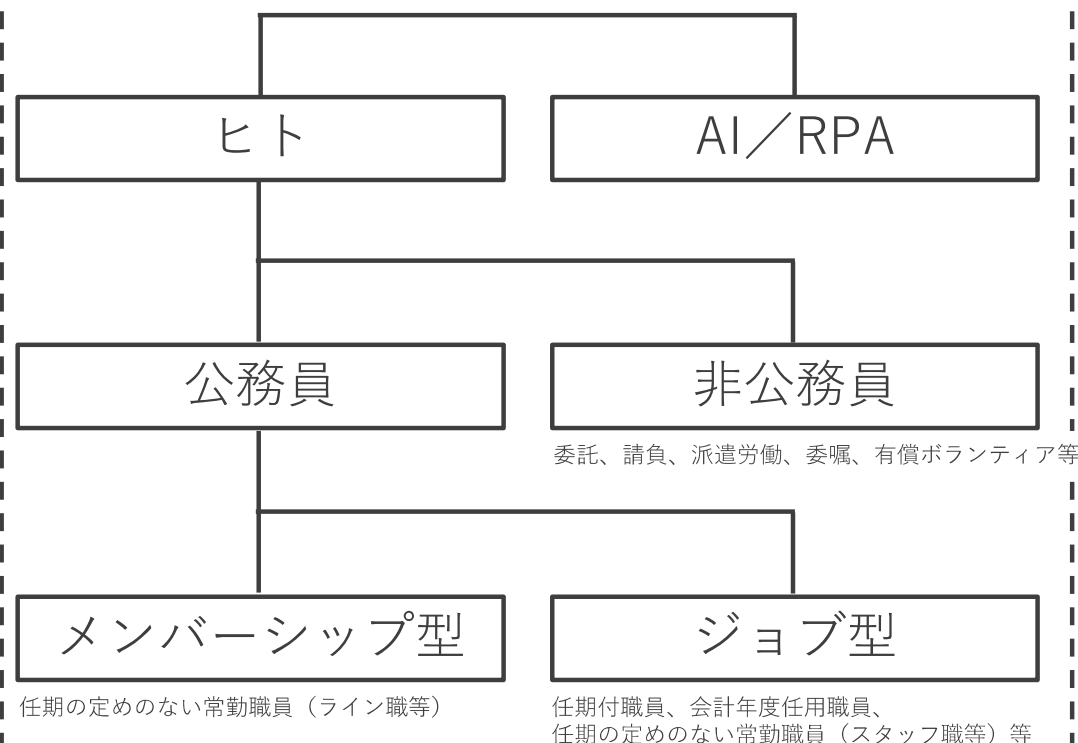 ヒト
AI／RPA
公務員
非公務員
委託、請負、派遣労働、委嘱、有償ボランティア等
メンバーシップ型
ジョブ型
任期の定めのない常勤職員（ライン職等）
任期付職員、会計年度任用職員、
任期の定めのない常勤職員（スタッフ職等）等